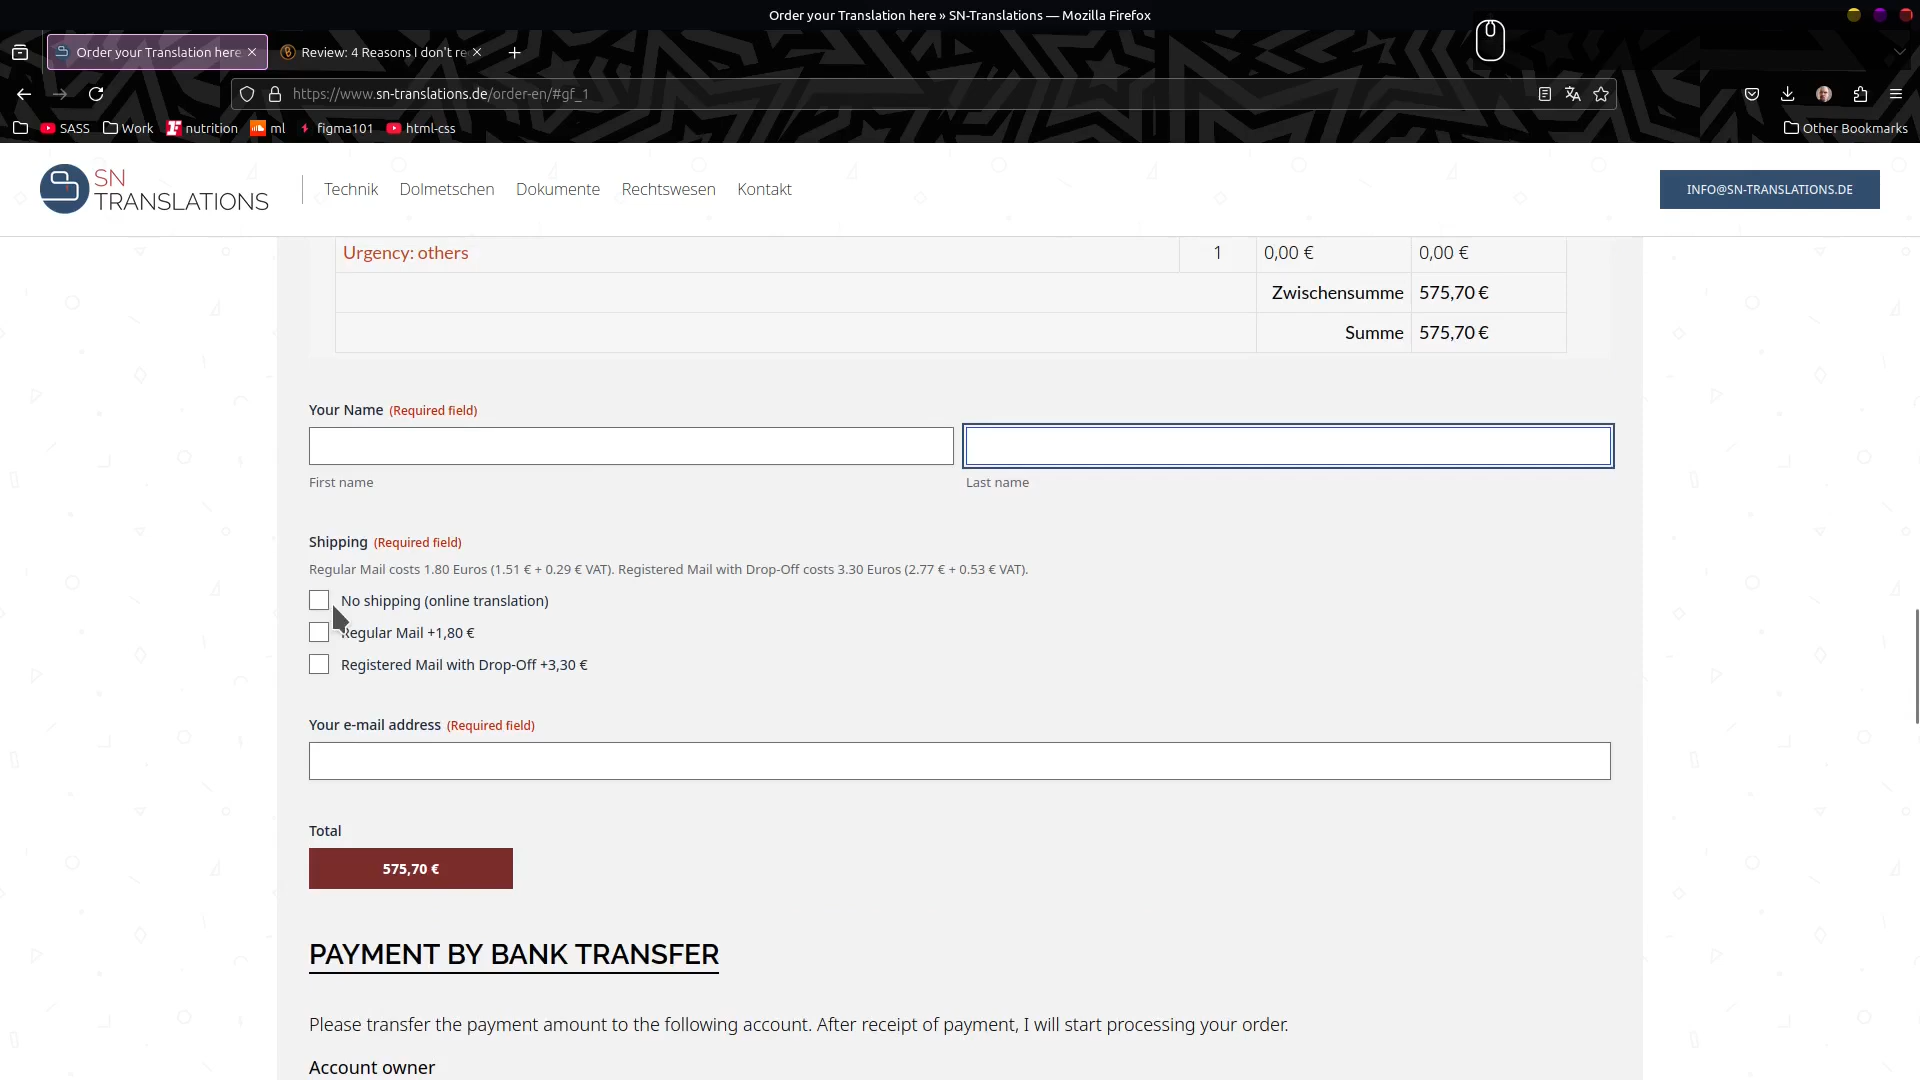 Order your Translation here » SN-Translations — Mozilla Firefox
Order your Translation here
Review: 4 Reasons I don't re
https://www.sn-translations.de/order-en/#gf_1
SASS
Work
nutrition
ml
figma101
html-css
Other Bookmarks
SN TRANSLATIONS
Technik
Dolmetschen
Dokumente
Rechtswesen
Kontakt
INFO@SN-TRANSLATIONS.DE
Urgency: others 1 0,00 € 0,00 €
Zwischensumme 575,70 €
Summe 575,70 €
Your Name (Required field)
First name
Last name
Shipping (Required field)
Regular Mail costs 1.80 Euros (1.51 € + 0.29 € VAT). Registered Mail with Drop-Off costs 3.30 Euros (2.77 € + 0.53 € VAT).
No shipping (online translation)
Regular Mail +1,80 €
Registered Mail with Drop-Off +3,30 €
Your e-mail address (Required field)
Total
575,70 €
PAYMENT BY BANK TRANSFER
Please transfer the payment amount to the following account. After receipt of payment, I will start processing your order.
Account owner